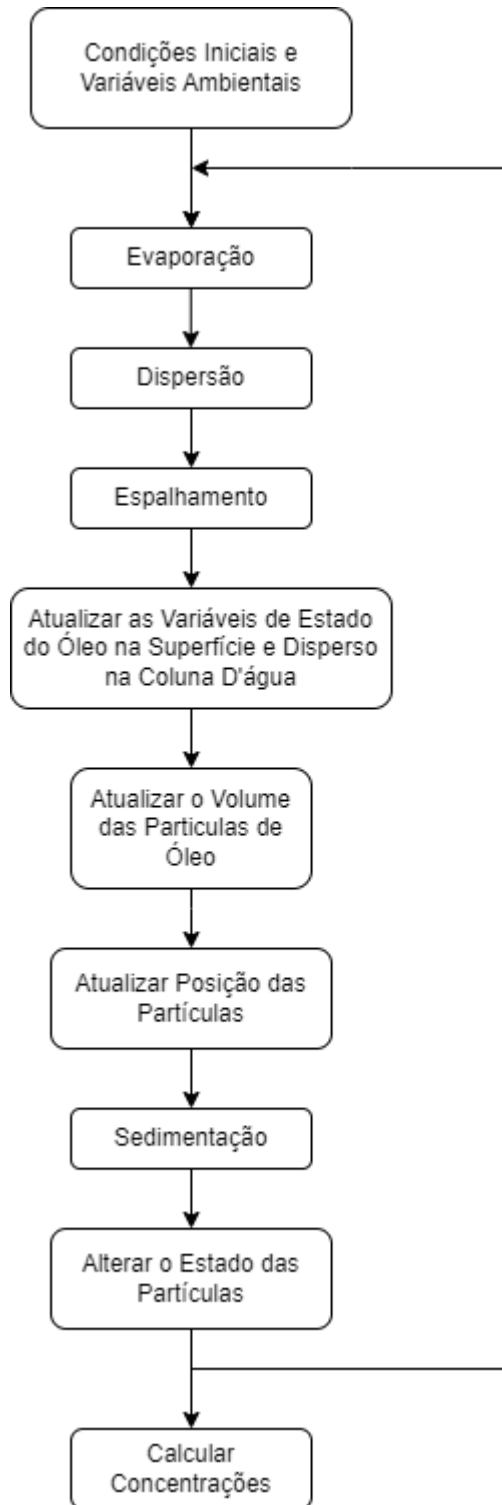 Condições Iniciais e
Variáveis Ambientais
Evaporação
Dispersão
Espalhamento
Atualizar as Variáveis de Estado
do Óleo na Superfície e Disperso
na Coluna D'água
Atualizar o Volume
das Particulas de
Óleo
Atualizar Posição das
Partículas
Sedimentação
Alterar o Estado das
Partículas
Calcular
Concentrações